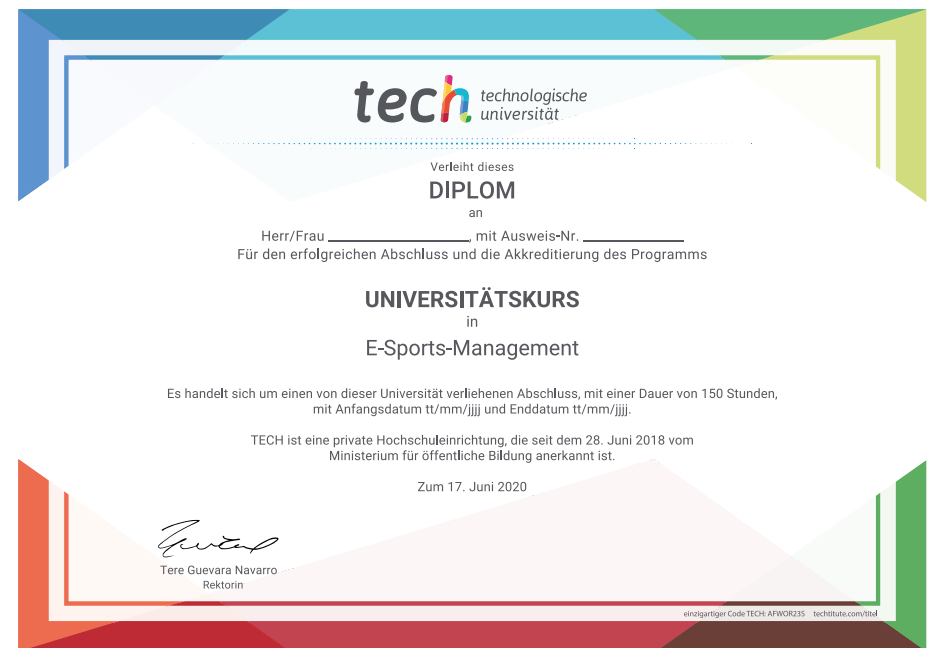 tech technologische
universität
Verleiht dieses
DIPLOM
an
Herr/Frau ____________, mit Ausweis-Nr. ____________
Für den erfolgreichen Abschluss und die Akkreditierung des Programms
UNIVERSITÄTSKURS
in
E-Sports-Management
Es handelt sich um einen von dieser Universität verliehenen Abschluss, mit einer Dauer von 150 Stunden,
mit Anfangsdatum tt/mm/jjjj und Enddatum tt/mm/jjjj.
TECH ist eine private Hochschuleinrichtung, die seit dem 28. Juni 2018 vom
Ministerium für öffentliche Bildung anerkannt ist.
Zum 17. Juni 2020
Tere Guevara Navarro
Rektorin
einzigartiger Code TECH: AFWOR23S techtitute.com/titel